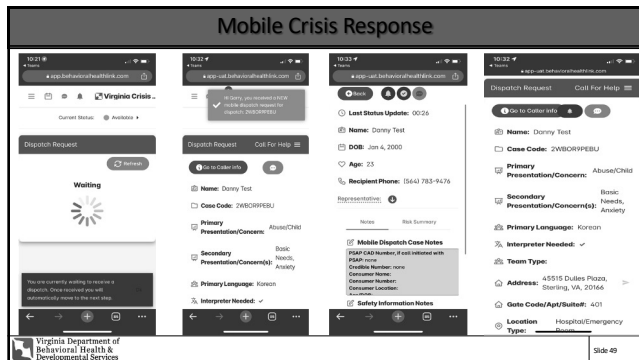 Mobile Crisis Response
10:21
Teams
app.behavioralhealthlink.com
Virginia Crisis...
Current Status: Available
Dispatch Request
Refresh
Waiting
You are currently waiting to receive a
dispatch. Once received you will
automatically move to the next step.
10:32
Teams
app-uat.behavioralhealthlink.com
Hi Gerry, you received a NEW
mobile dispatch request for
dispatch: 2WBOR9PEBU
Dispatch Request Call For Help
Go to Caller info
Name: Danny Test
Case Code: 2WBOR9PEBU
Primary
Presentation/Concern: Abuse/Child
Secondary
Presentation/Concern(s): Basic
Needs,
Anxiety
Primary Language: Korean
Interpreter Needed: ✓
10:33
Teams
app-uat.behavioralhealthlink.com
Back
Last Status Update: 00:26
Name: Danny Test
DOB: Jan 4, 2000
Age: 23
Recipient Phone: (564) 783-9476
Representative:
Notes Risk Summary
Mobile Dispatch Case Notes
PSAP CAD Number, if call initiated with
PSAP: none
Credible Number: none
Consumer Name:
Consumer Number:
Consumer Location:
Safety Information Notes
10:32
Teams
app-uat.behavioralhealthlink.com
Dispatch Request Call For Help
Go to Caller info
Name: Danny Test
Case Code: 2WBOR9PEBU
Primary
Presentation/Concern: Abuse/Child
Secondary
Presentation/Concern(s): Basic
Needs,
Anxiety
Primary Language: Korean
Interpreter Needed: ✓
Team Type:
Address: 45515 Dulles Plaza,
Sterling, VA, 20166
Gate Code/Apt/Suite#: 401
Location
Type: Hospital/Emergency
Room
Virginia Department of
Behavioral Health &
Developmental Services
Slide 49